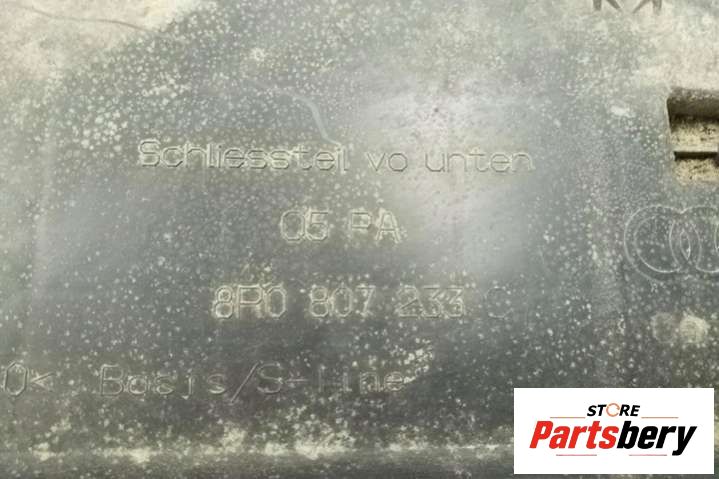 Schliessteil vo unten
Q5 PA
8R0 807 233 C
Basis/S-line
STORE
Partsbery